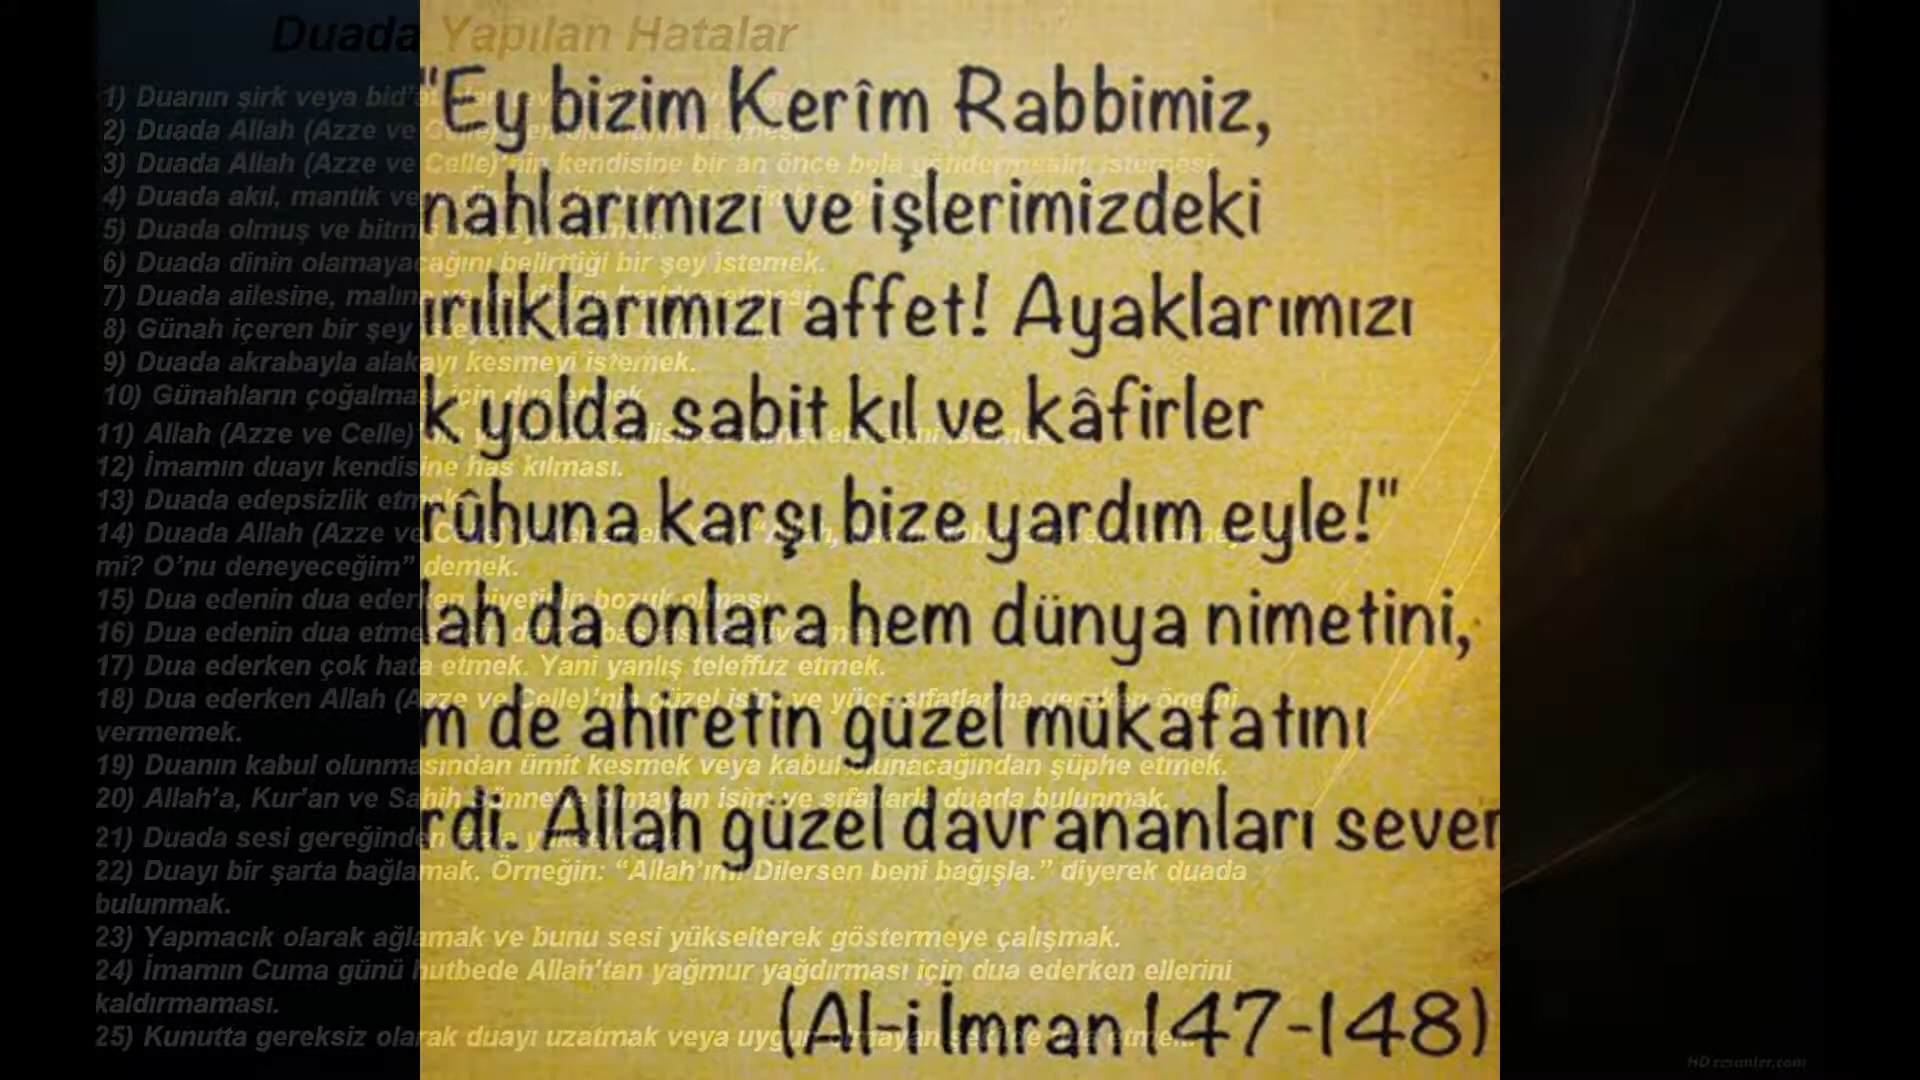 Duada Yapılan Hatalar
1) Duanın şirk veya
2) Duada Allah (Azze ve
3) Duada Allah (Azze ve Celle)'nin kendisine bir an önce bela göndermesini istemesi.
4) Duada akıl, mantık ve
5) Duada olmuş ve
6) Duada dinin olamayacağını belirttiği bir şey istemek.
7) Duada ailesine, malına
8) Günah içeren bir şey
9) Duada akrabayla alakayı kesmeyi istemek.
10) Günahların çoğalması için dua etmek.
11) Allah (Azze ve Celle)
12) İmamın duayı kendisine has kılması.
13) Duada edepsizlik etmek.
14) Duada Allah (Azze ve Celle)
mi? O'nu deneyeceğim" demek.
15) Dua edenin dua ederken niyetinin bozuk olması.
16) Dua edenin dua
17) Dua ederken çok hata etmek. Yani yanlış teleffuz etmek.
18) Dua ederken Allah (Azze ve Celle)'nin güzel isim ve yüce sıfatlarına gereken önemi
vermemek.
19) Duanın kabul olunmasından ümit kesmek veya kabul olunacağından şüphe etmek.
20) Allah'a, Kur'an ve Sahih Sünnette olmayan isim ve sıfatlarla duada bulunmak.
21) Duada sesi gereğinden fazla
22) Duayı bir şarta bağlamak. Örneğin: "Allah'ım! Dilersen beni bağışla." diyerek duada
bulunmak.
23) Yapmacık olarak ağlamak ve bunu sesi yükselterek göstermeye çalışmak.
24) İmamın Cuma günü hutbede Allah'tan yağmur yağdırması için dua ederken ellerini
kaldırmaması.
25) Kunutta gereksiz olarak duayı uzatmak veya uygun olmayan şekilde dua etmek.
"Ey bizim Kerîm Rabbimiz,
nahlarımızı ve işlerimizdeki
ırılıklarımızı affet! Ayaklarımızı
k yolda sabit kıl ve kâfirler
rûhuna karşı bize yardım eyle!"
lah da onlara hem dünya nimetini,
m de ahiretin güzel mükafatını
rdi. Allah güzel davrananları sever
(Al-i İmran 147-148)